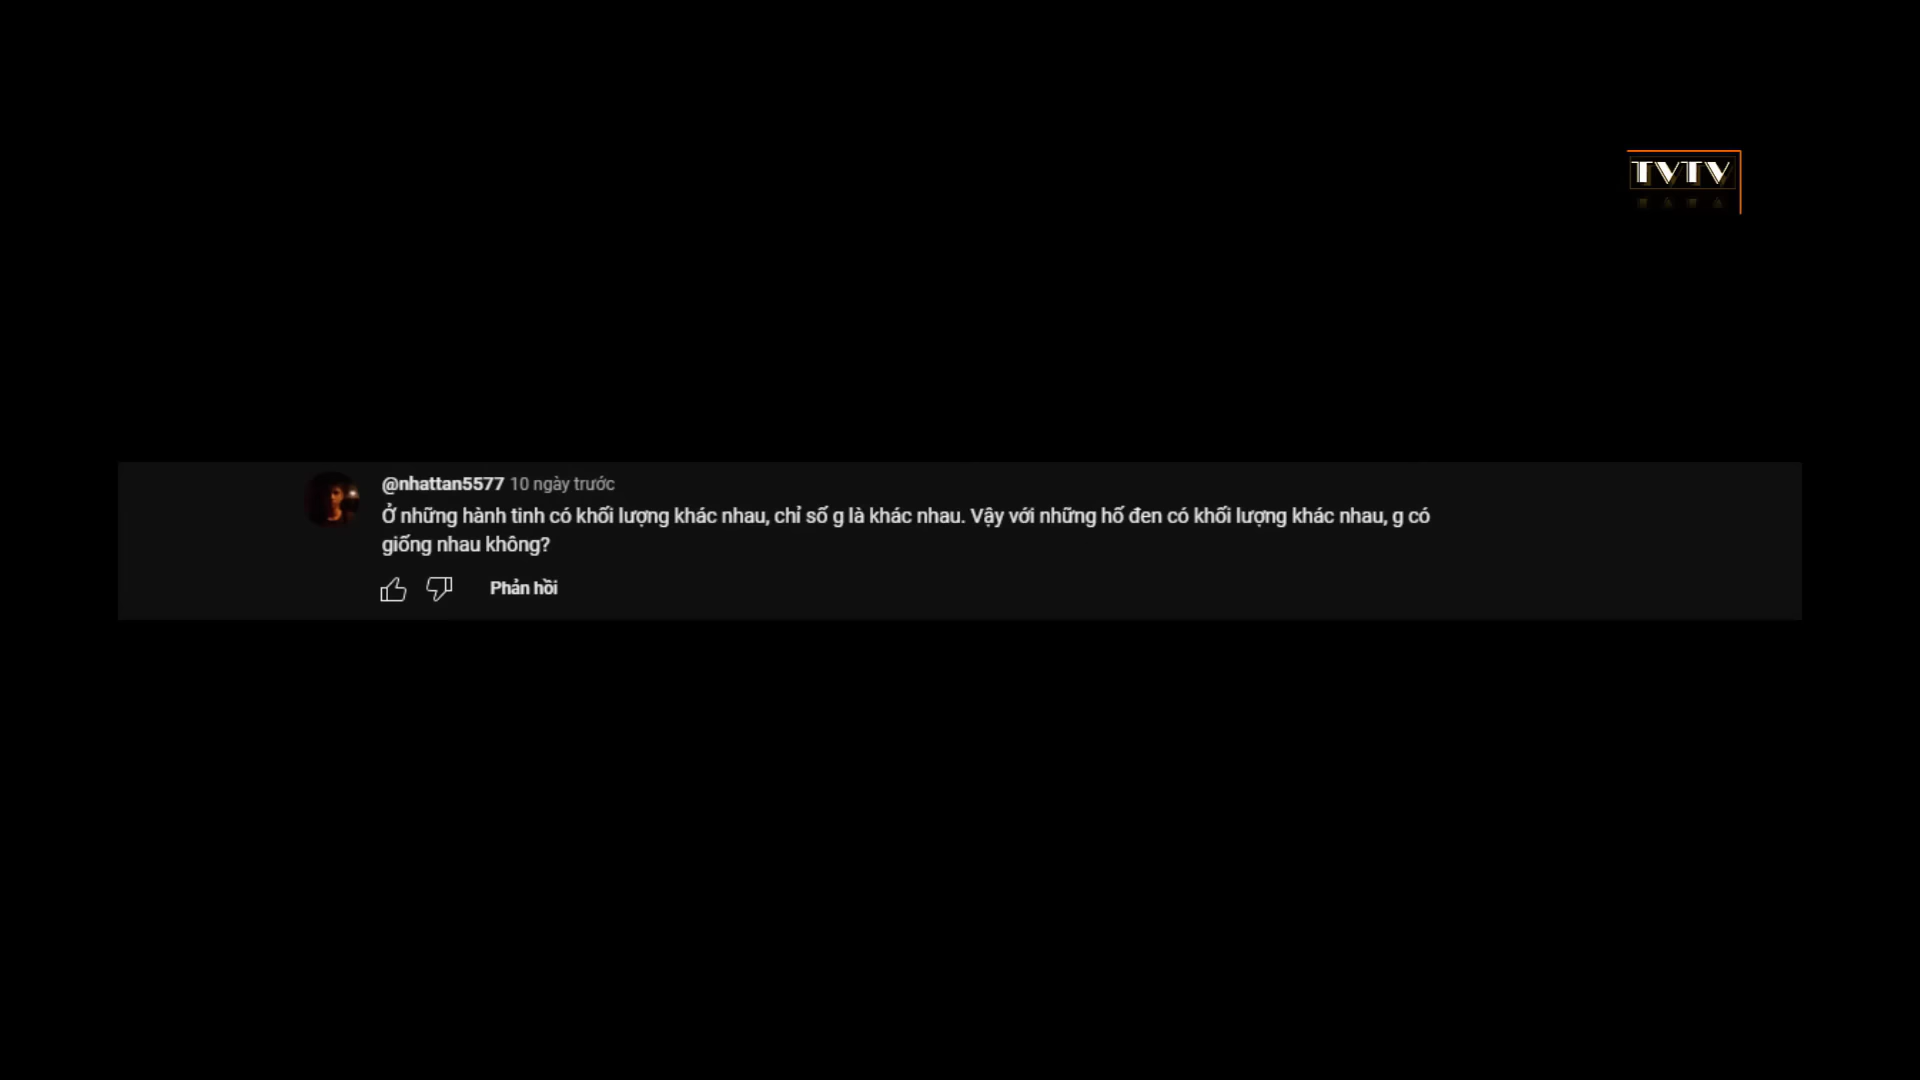 TVTV
@nhattan5577 10 ngày trước
Ở những hành tinh có khối lượng khác nhau, chỉ số g là khác nhau. Vậy với những hố đen có khối lượng khác nhau, g có
giống nhau không?
Phản hồi